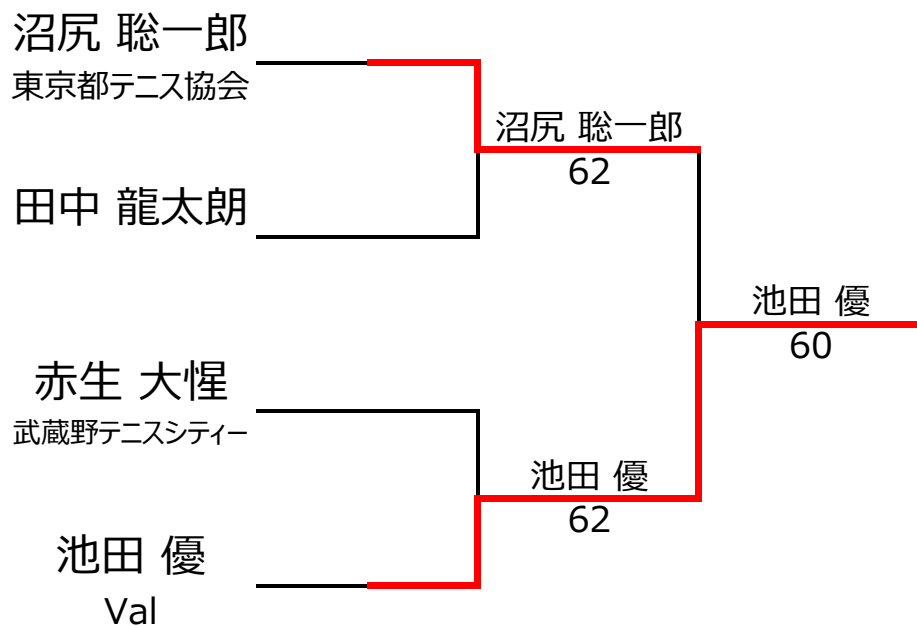 沼尻 聡一郎
東京都テニス協会
沼尻 聡一郎
62
田中 龍太朗
池田 優
60
赤生 大惺
武蔵野テニスシティー
池田 優
62
池田 優
Val